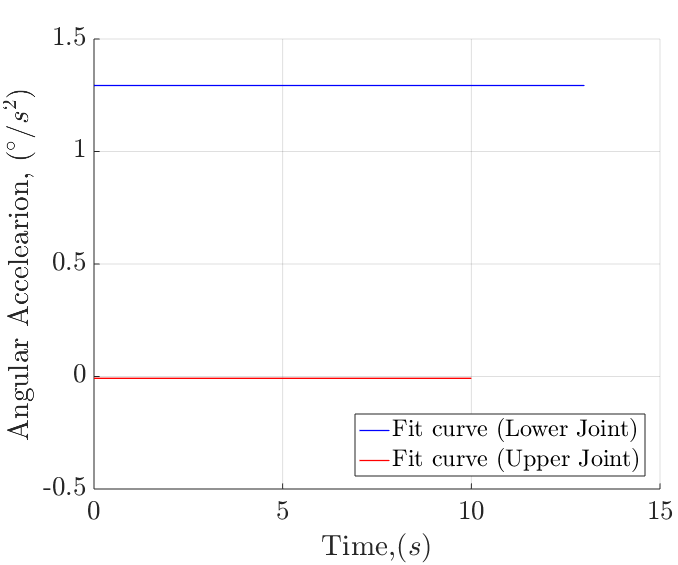 1.5
1
0.5
0
-0.5
Angular Accelearion, (°/s²)
0 5 10 15
Time,(s)
Fit curve (Lower Joint)
Fit curve (Upper Joint)